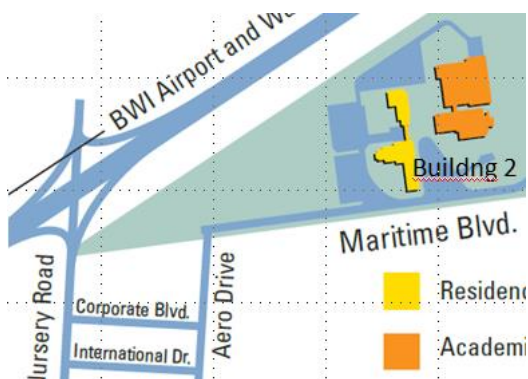 BWI Airport and W
Buildng 2
Maritime Blvd.
Nursery Road
Aero Drive
Corporate Blvd.
International Dr.
Residenc
Academi